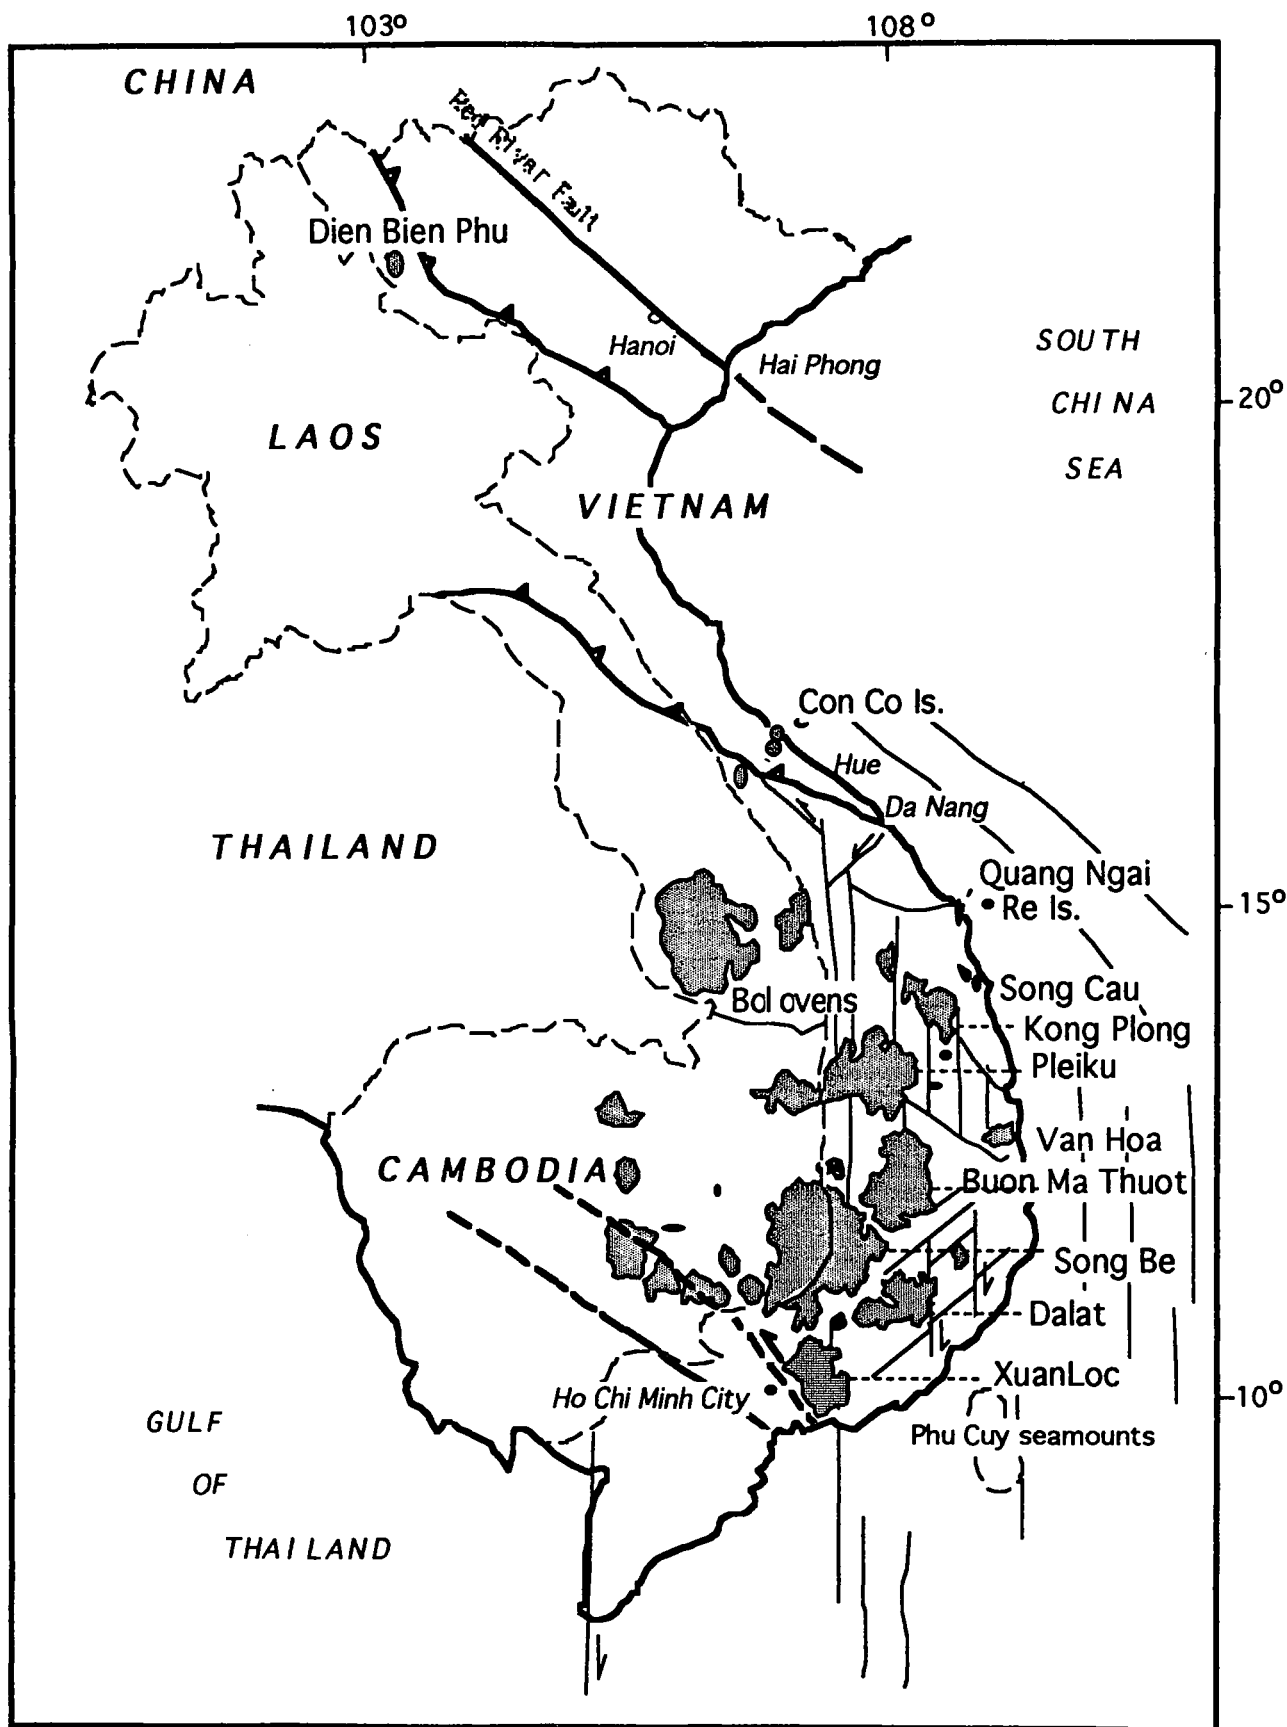 103° 108°
CHINA
Red River Fault
Dien Bien Phu
Hanoi
Hai Phong
SOUTH
CHINA
SEA
20°
LAOS
VIETNAM
Con Co Is.
Hue
Da Nang
THAILAND
Quang Ngai
Re Is.
15°
Bolovens
Song Cau
Kong Plong
Pleiku
Van Hoa
CAMBODIA
Buon Ma Thuot
Song Be
Dalat
XuanLoc
Ho Chi Minh City
10°
Phu Cuy seamounts
GULF
OF
THAILAND